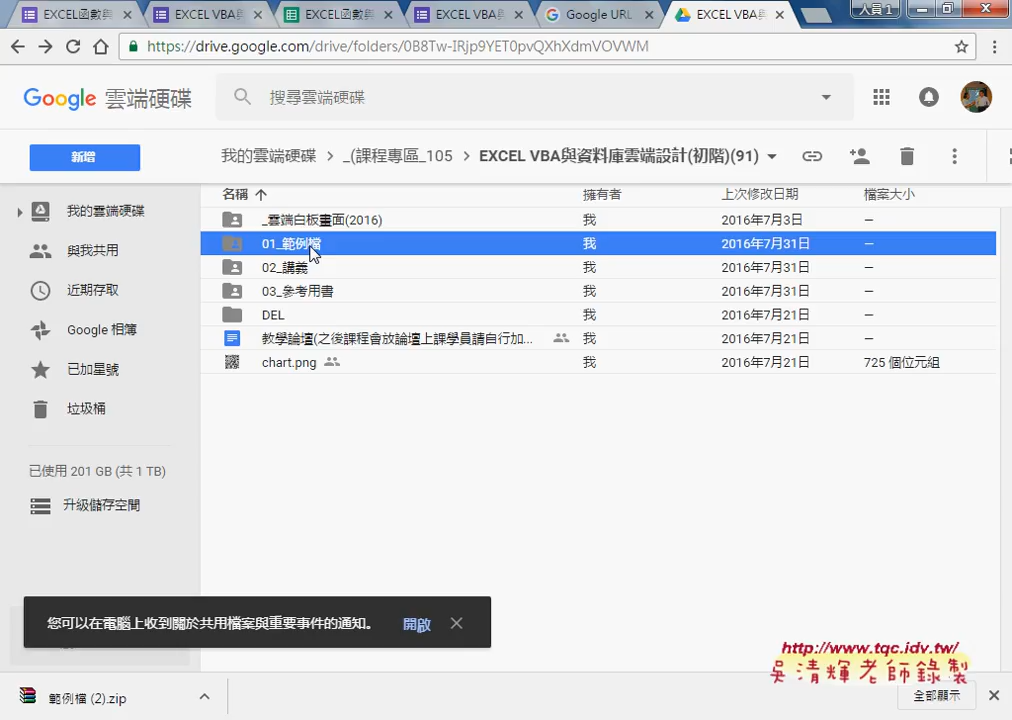 EXCEL函數與
EXCEL VBA與
EXCEL函數與
EXCEL VBA與
Google URL
EXCEL VBA與
人員 1
https://drive.google.com/drive/folders/0B8Tw-IRjp9YET0pvQXhXdmVOVWM
Google 雲端硬碟
搜尋雲端硬碟
新增
我的雲端硬碟 > _(課程專區_105 > EXCEL VBA與資料庫雲端設計(初階)(91)
名稱 擁有者 上次修改日期 檔案大小
我的雲端硬碟
與我共用
近期存取
Google 相簿
已加星號
垃圾桶
已使用 201 GB (共 1 TB)
升級儲存空間
_雲端白板畫面(2016) 我 2016年7月3日 —
01_範例檔 我 2016年7月31日 —
02_講義 我 2016年7月31日 —
03_參考用書 我 2016年7月31日 —
DEL 我 2016年7月21日 —
教學論壇(之後課程會放論壇上課學員請自行加... 我 2016年7月21日 —
chart.png 我 2016年7月21日 725 個位元組
您可以在電腦上收到關於共用檔案與重要事件的通知。 開啟
http://www.tqc.idv.tw/
吳清輝老師錄製
範例檔 (2).zip
全部顯示